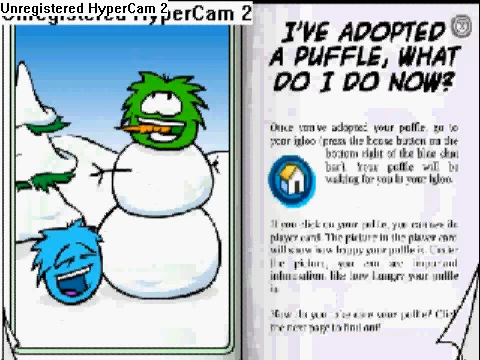 Unregistered HyperCam 2
Unregistered HyperCam 2
I'VE ADOPTED
A PUFFLE, WHAT
DO I DO NOW?
Once you've adopted your puffle, go to
your igloo (press the house button on the
bottom right of the blue chat
bar). Your puffle will be
waiting for you in your igloo.
If you click on your puffle, you can see its
player card. The picture in the player card
will show how happy your puffle is. Under
the picture, you can see important
information, like how hungry your puffle
is.
How do you take care your puffle? Click
the next page to find out!